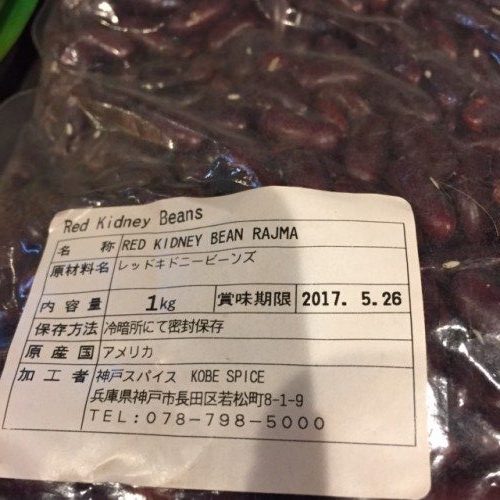 Red Kidney Beans
名 称 RED KIDNEY BEAN RAJMA
原材料名 レッドキドニービーンズ
内容量 1kg 賞味期限 2017. 5.26
保存方法 冷暗所にて密封保存
原産国 アメリカ
加工者 神戸スパイス KOBE SPICE
兵庫県神戸市長田区若松町8-1-9
TEL:078-798-5000